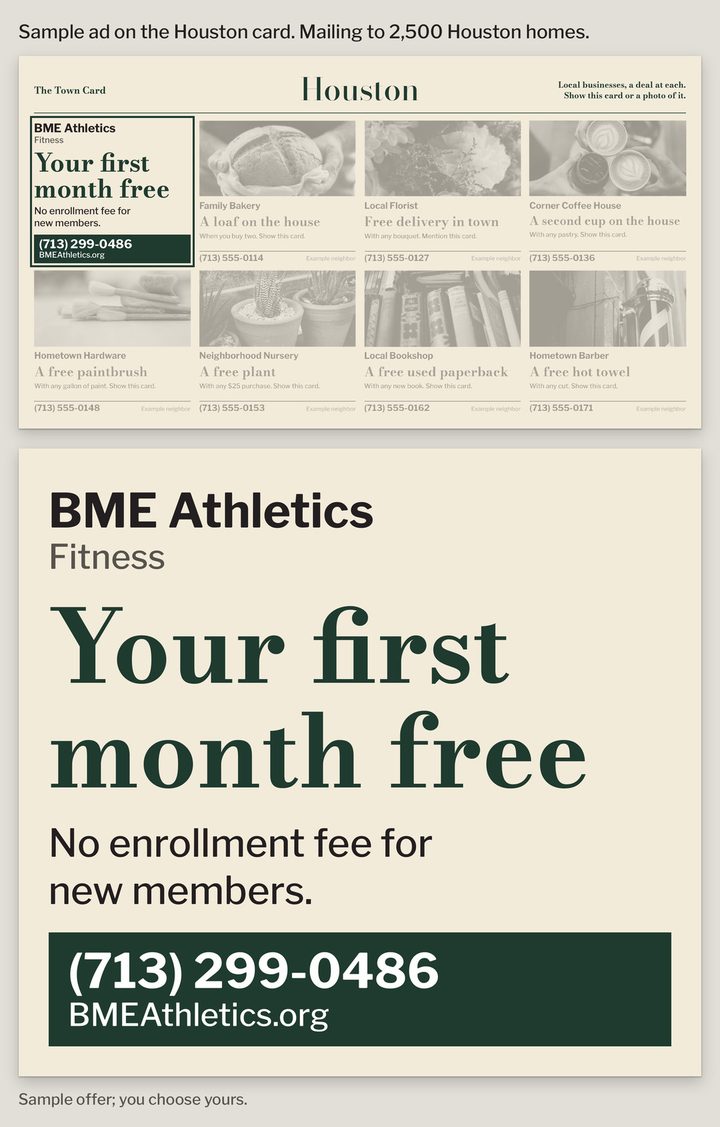 Sample ad on the Houston card. Mailing to 2,500 Houston homes.
The Town Card
Houston
Local businesses, a deal at each.
Show this card or a photo of it.
BME Athletics
Fitness
Your first
month free
No enrollment fee for
new members.
(713) 299-0486
BMEAthletics.org
Family Bakery
A loaf on the house
When you buy two. Show this card.
(713) 555-0114
Example neighbor
Local Florist
Free delivery in town
With any bouquet. Mention this card.
(713) 555-0127
Example neighbor
Corner Coffee House
A second cup on the house
With any pastry. Show this card.
(713) 555-0136
Example neighbor
Hometown Hardware
A free paintbrush
With any gallon of paint. Show this card.
(713) 555-0148
Example neighbor
Neighborhood Nursery
A free plant
With any $25 purchase. Show this card.
(713) 555-0153
Example neighbor
Local Bookshop
A free used paperback
With any new book. Show this card.
(713) 555-0162
Example neighbor
Hometown Barber
A free hot towel
With any cut. Show this card.
(713) 555-0171
Example neighbor
BME Athletics
Fitness
Your first
month free
No enrollment fee for
new members.
(713) 299-0486
BMEAthletics.org
Sample offer; you choose yours.